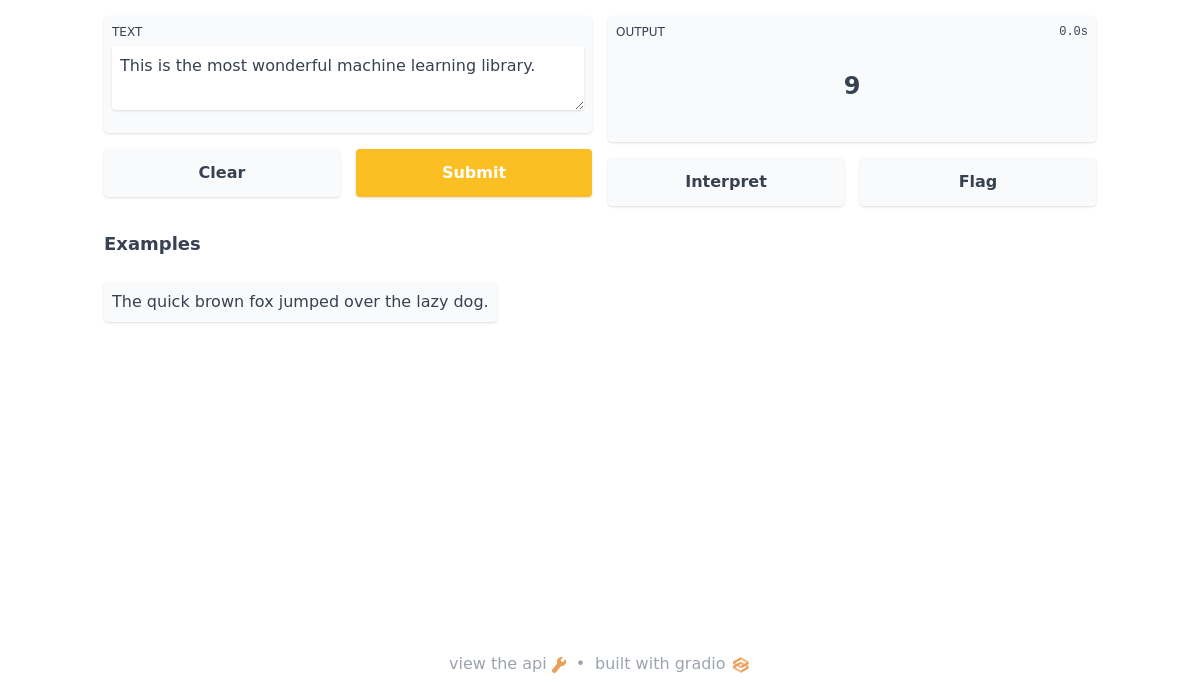 TEXT
This is the most wonderful machine learning library.
Clear
Submit
OUTPUT
0.0s
9
Interpret
Flag
Examples
The quick brown fox jumped over the lazy dog.
view the api • built with gradio